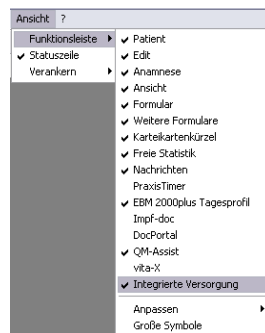 Ansicht ?
Funktionsleiste
Statuszeile
Verankern
Patient
Edit
Anamnese
Ansicht
Formular
Weitere Formulare
Karteikartenkürzel
Freie Statistik
Nachrichten
PraxisTimer
EBM 2000plus Tagesprofil
Impf-doc
DocPortal
QM-Assist
vita-X
Integrierte Versorgung
Anpassen
Große Symbole